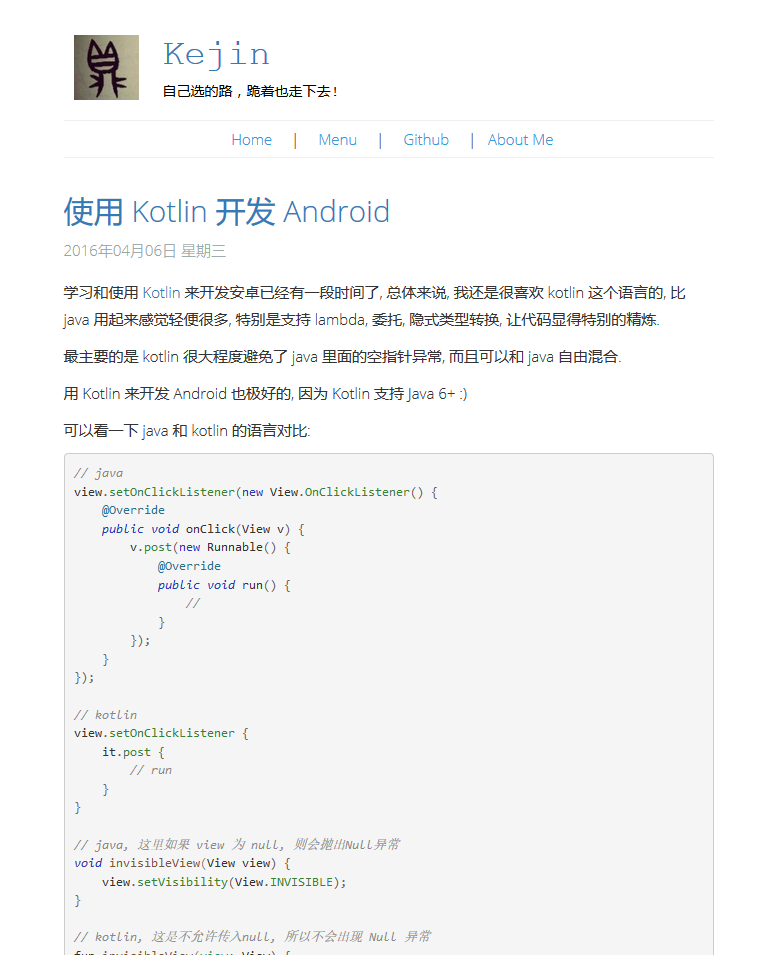 Kejin
自己选的路，跪着也走下去！
Home | Menu | Github | About Me
使用 Kotlin 开发 Android
2016年04月06日 星期三
学习和使用 Kotlin 来开发安卓已经有一段时间了, 总体来说, 我还是很喜欢 kotlin 这个语言的, 比
java 用起来感觉轻便很多, 特别是支持 lambda, 委托, 隐式类型转换, 让代码显得特别的精炼.
最主要的是 kotlin 很大程度避免了 java 里面的空指针异常, 而且可以和 java 自由混合.
用 Kotlin 来开发 Android 也极好的, 因为 Kotlin 支持 Java 6+ :)
可以看一下 java 和 kotlin 的语言对比:
// java
view.setOnClickListener(new View.OnClickListener() {
    @Override
    public void onClick(View v) {
        v.post(new Runnable() {
            @Override
            public void run() {
                //
            }
        });
    }
});
// kotlin
view.setOnClickListener {
    it.post {
        // run
    }
}
// java, 这里如果 view 为 null, 则会抛出Null异常
void invisibleView(View view) {
    view.setVisibility(View.INVISIBLE);
}
// kotlin, 这是不允许传入null, 所以不会出现 Null 异常
fun invisibleView(view: View) {